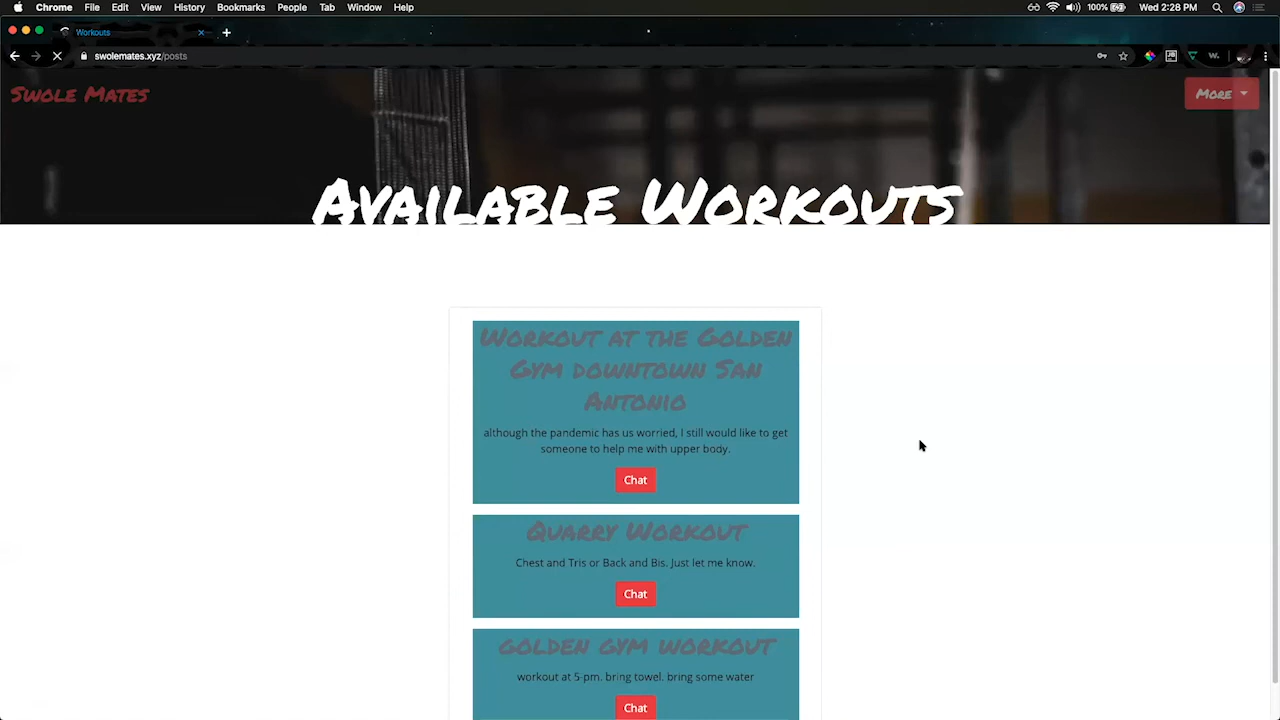 Chrome File Edit View History Bookmarks People Tab Window Help 100% Wed 2:28 PM
Workouts
swolemates.xyz/posts
Swole Mates
More
Available Workouts
Workout at the Golden
Gym downtown San
Antonio
although the pandemic has us worried, I still would like to get
someone to help me with upper body.
Chat
Quarry Workout
Chest and Tris or Back and Bis. Just let me know.
Chat
golden gym workout
workout at 5 pm. bring towel. bring some water
Chat